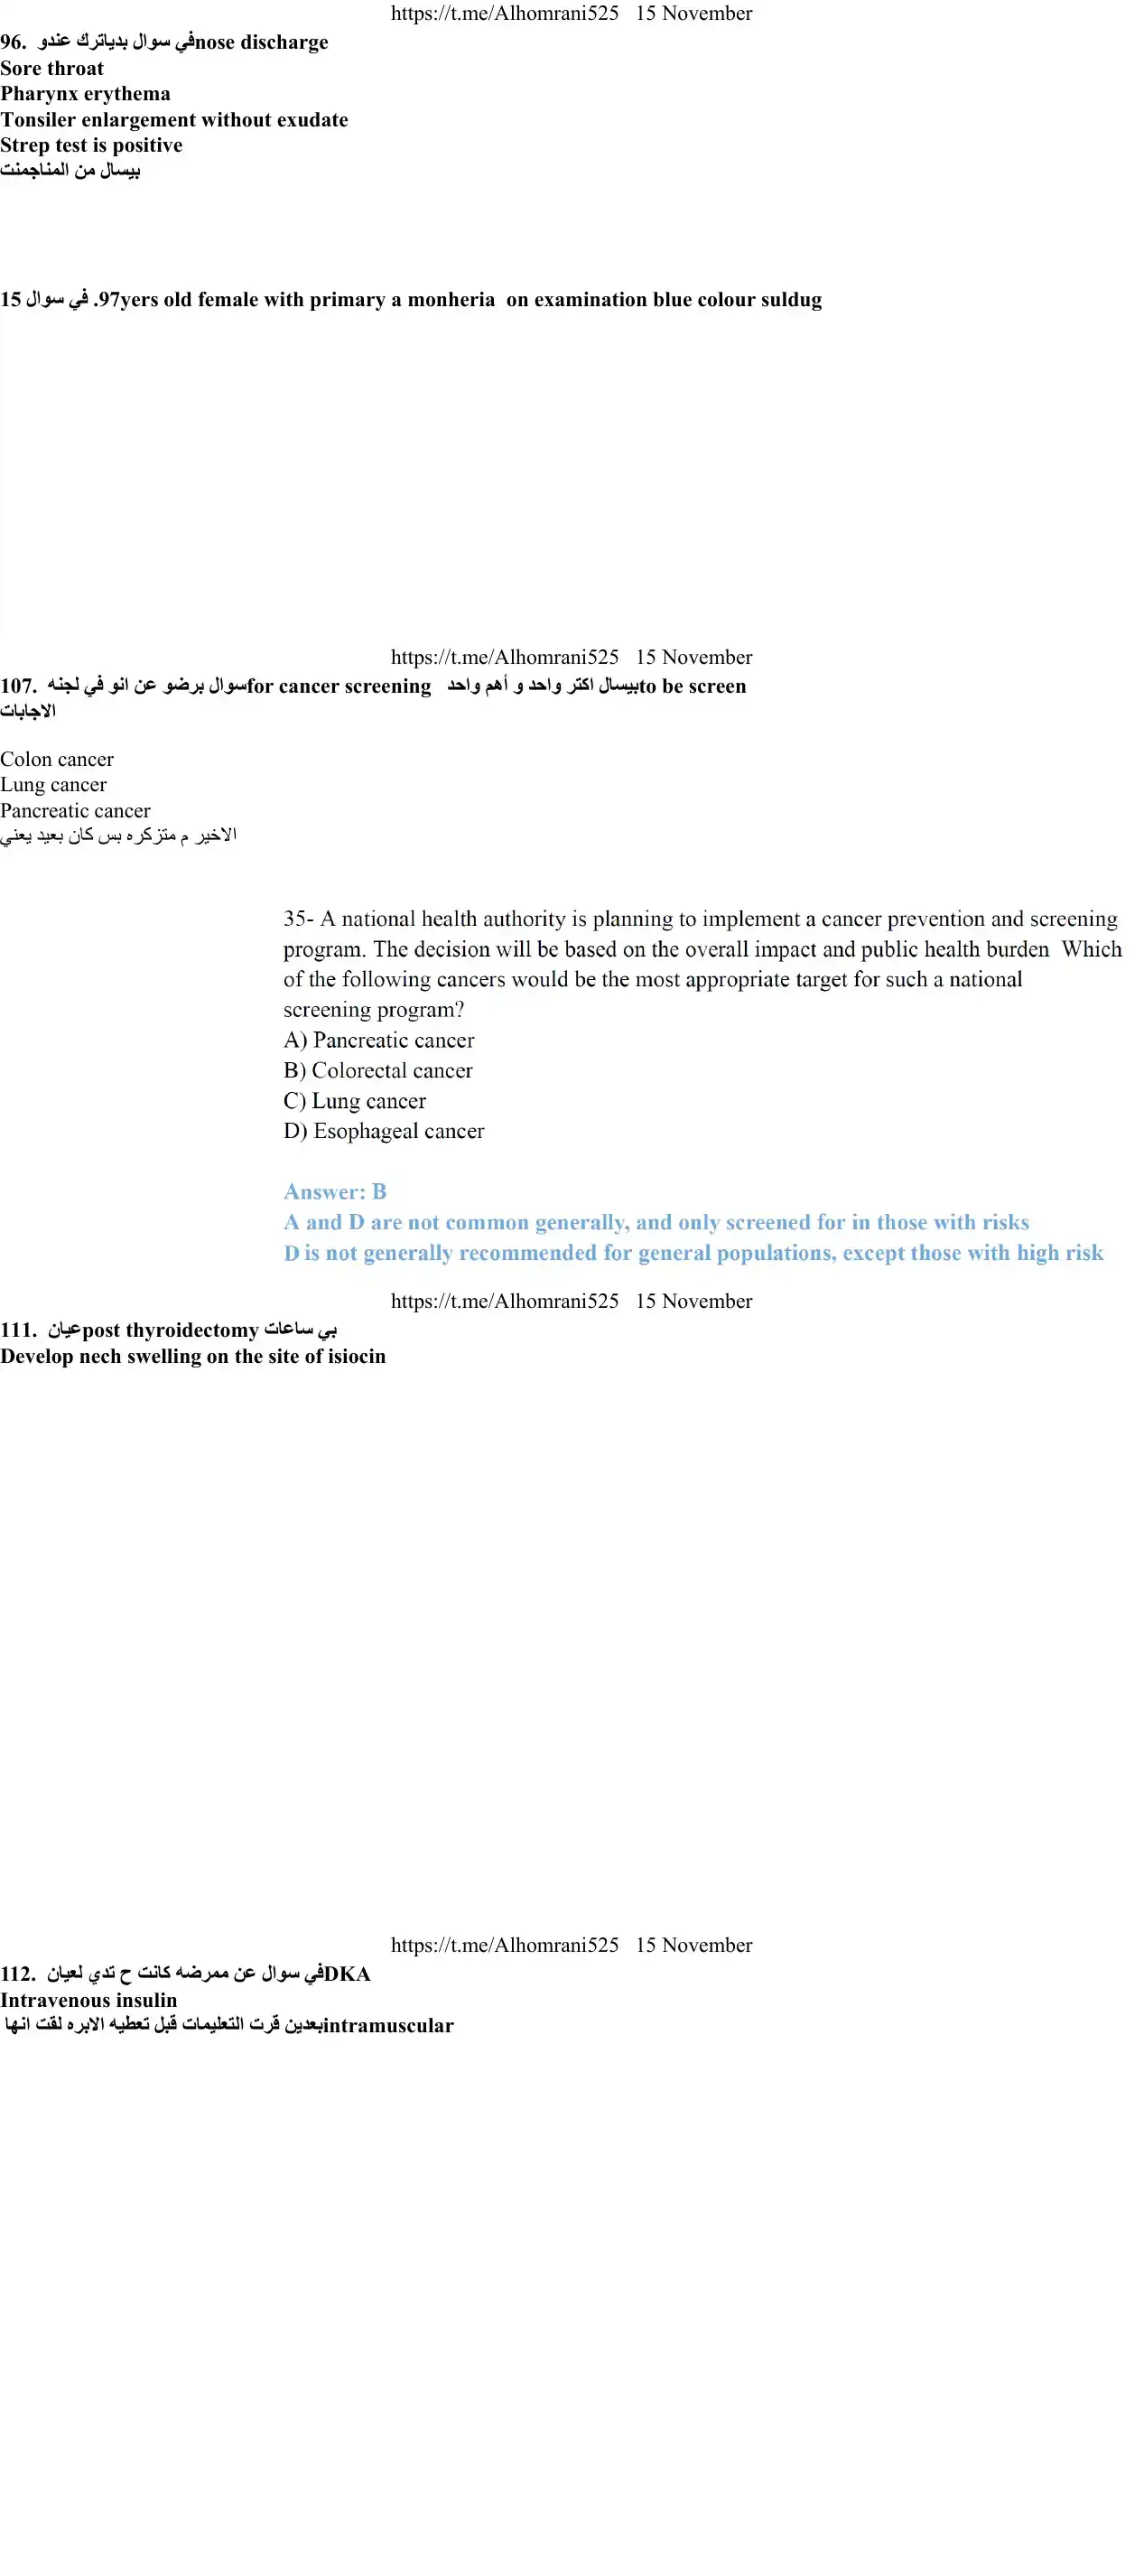 https://t.me/Alhomrani525 15 November
96. في سوال بدياترك عندو nose discharge
Sore throat
Pharynx erythema
Tonsiler enlargement without exudate
Strep test is positive
بيسال من المناجمنت
97. في سوال 15yers old female with primary a monheria on examination blue colour suldug
https://t.me/Alhomrani525 15 November
107. سوال برضو عن انو في لجنه for cancer screening بيسال اكتر واحد و أهم واحد to be screen
الاجابات
Colon cancer
Lung cancer
Pancreatic cancer
الاخير م متزكره بس كان بعيد يعني
35- A national health authority is planning to implement a cancer prevention and screening
program. The decision will be based on the overall impact and public health burden Which
of the following cancers would be the most appropriate target for such a national
screening program?
A) Pancreatic cancer
B) Colorectal cancer
C) Lung cancer
D) Esophageal cancer
Answer: B
A and D are not common generally, and only screened for in those with risks
D is not generally recommended for general populations, except those with high risk
https://t.me/Alhomrani525 15 November
111. عيان post thyroidectomy بي ساعات
Develop nech swelling on the site of isiocin
https://t.me/Alhomrani525 15 November
112. في سوال عن ممرضه كانت ح تدي لعيان DKA
Intravenous insulin
بعدين قرت التعليمات قبل تعطيه الابره لقت انها intramuscular